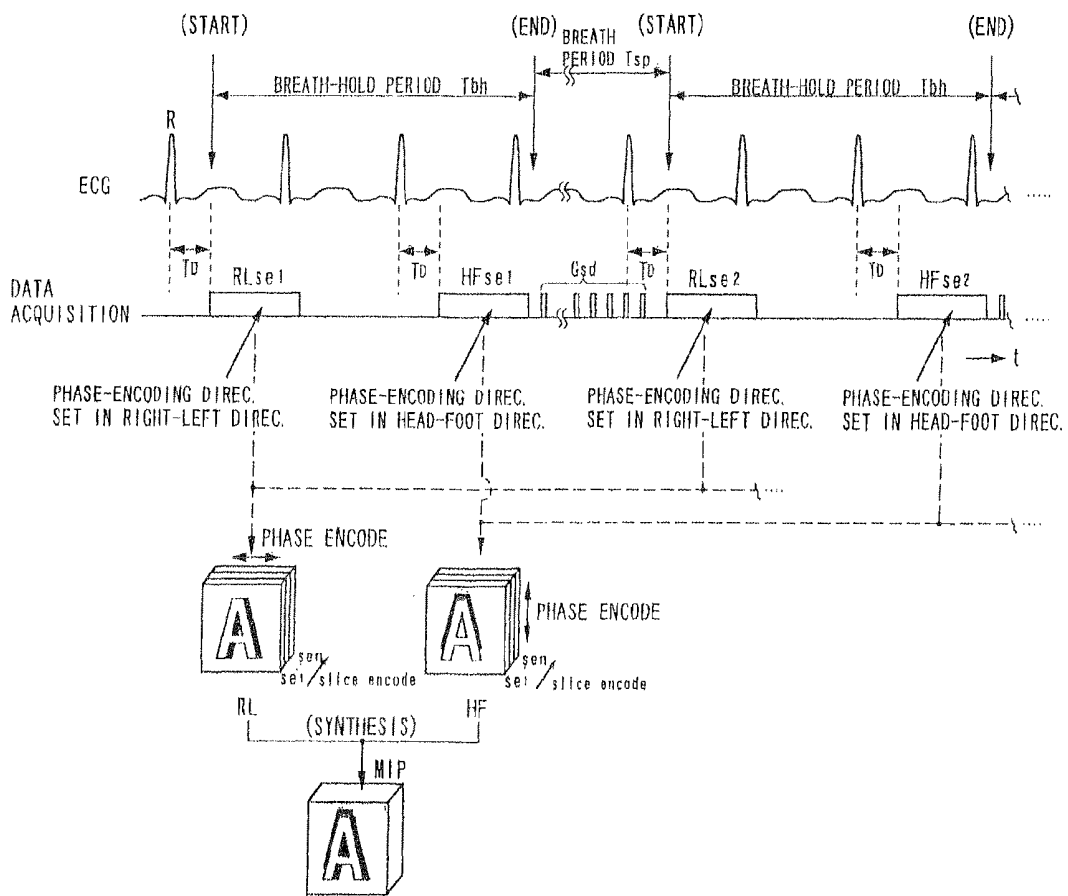 (START) (END) (START) (END)
BREATH
PERIOD Tsp
BREATH-HOLD PERIOD Tbh BREATH-HOLD PERIOD Tbh
R
ECG .....
TD TD TD TD
RLse1 HFse1 Gsd RLse2 HFse2
DATA
ACQUISITION .....
t
PHASE-ENCODING DIREC.
SET IN RIGHT-LEFT DIREC.
PHASE-ENCODING DIREC.
SET IN HEAD-FOOT DIREC.
PHASE-ENCODING DIREC.
SET IN RIGHT-LEFT DIREC.
PHASE-ENCODING DIREC.
SET IN HEAD-FOOT DIREC.
....
....
PHASE ENCODE
A
sen
se1 slice encode
RL
PHASE ENCODE
A
sen
se1 slice encode
HF
(SYNTHESIS)
MIP
A